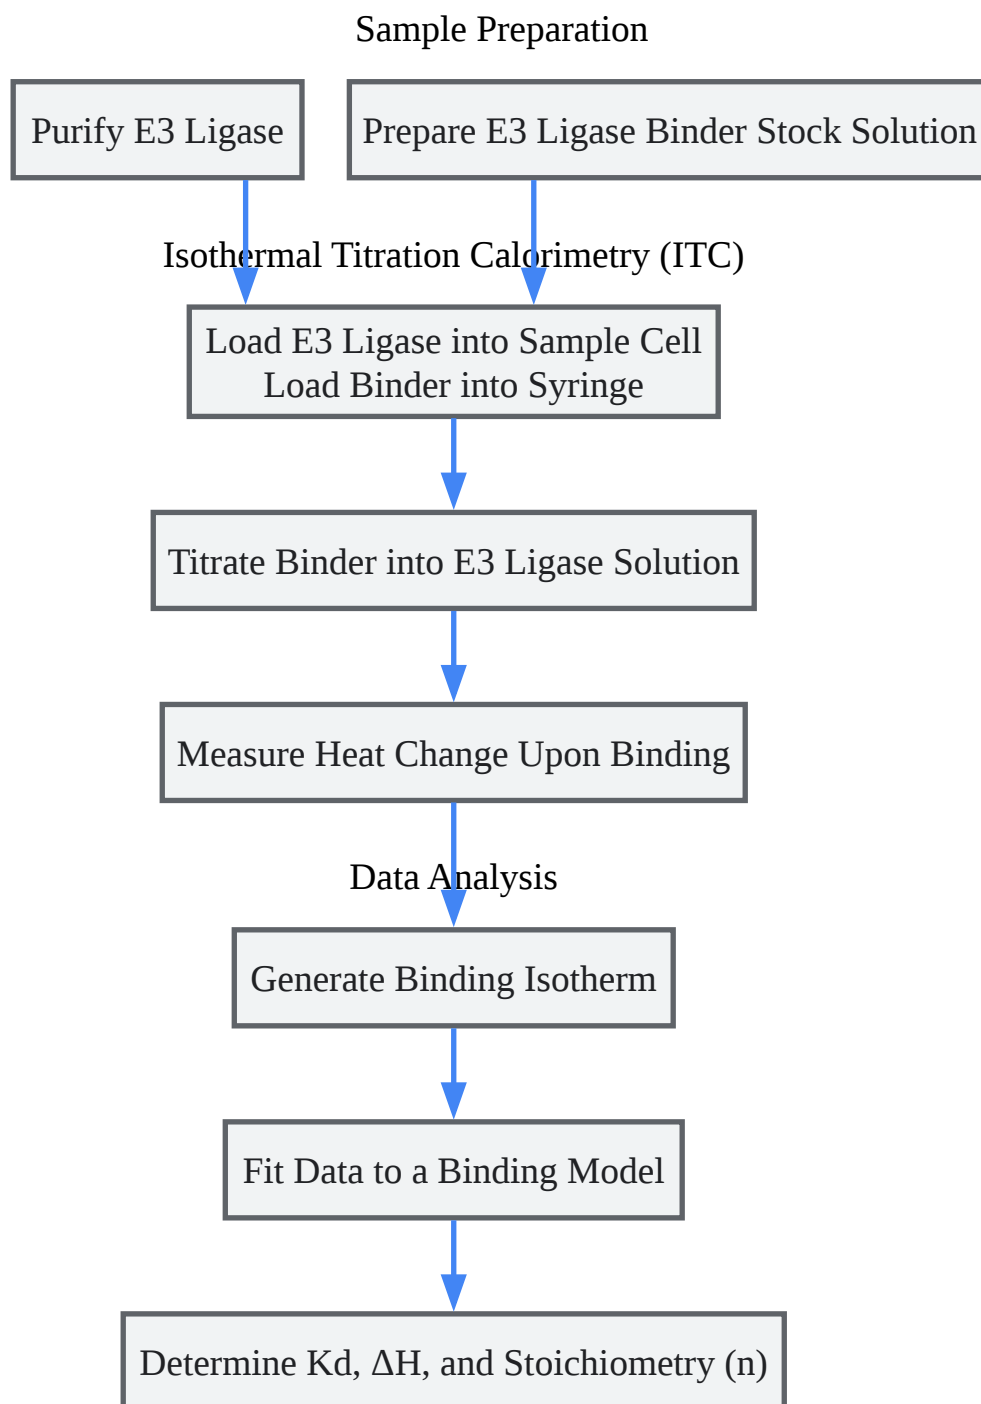 Sample Preparation
Purify E3 Ligase
Prepare E3 Ligase Binder Stock Solution
Isothermal Titration Calorimetry (ITC)
Load E3 Ligase into Sample Cell
Load Binder into Syringe
Titrate Binder into E3 Ligase Solution
Measure Heat Change Upon Binding
Data Analysis
Generate Binding Isotherm
Fit Data to a Binding Model
Determine Kd, ΔH, and Stoichiometry (n)